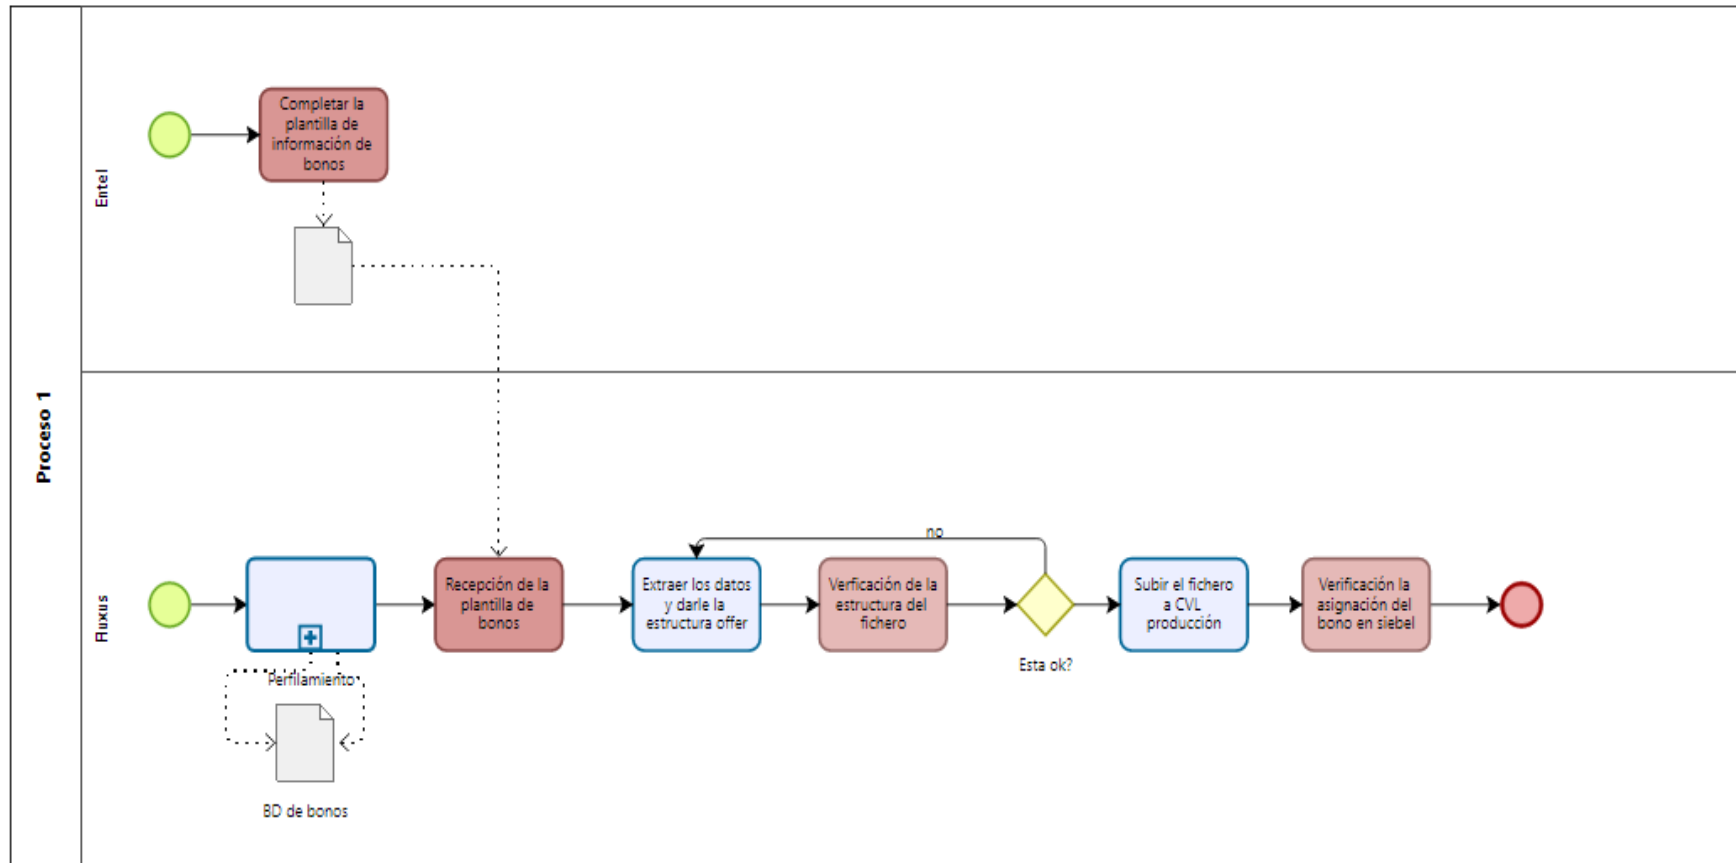 Proceso 1
Entel
Completar la
plantilla de
información de
bonos
Fluxus
Perfilamiento
BD de bonos
Recepción de la
plantilla de
bonos
Extraer los datos
y darle la
estructura offer
Verficación de la
estructura del
fichero
no
Esta ok?
Subir el fichero
a CVL
producción
Verificación la
asignación del
bono en siebel